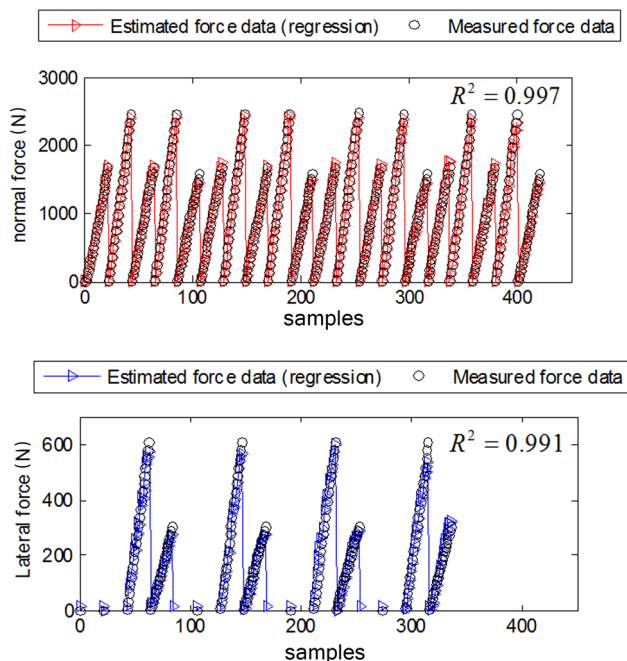 Estimated force data (regression) Measured force data
3000
R² = 0.997
2000
normal force (N)
1000
0
0 100 200 300 400
samples
Estimated force data (regression) Measured force data
600
R² = 0.991
400
Lateral force (N)
200
0
0 100 200 300 400
samples